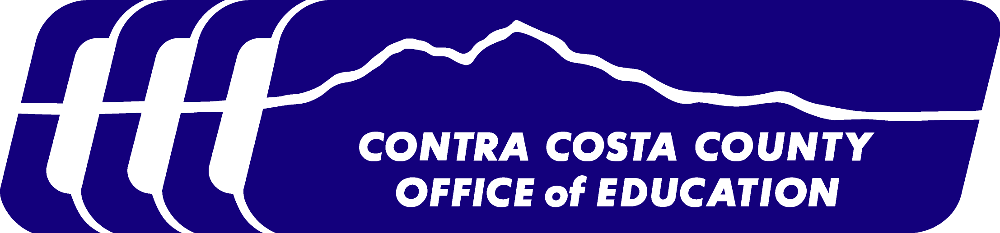 CONTRA COSTA COUNTY
OFFICE of EDUCATION